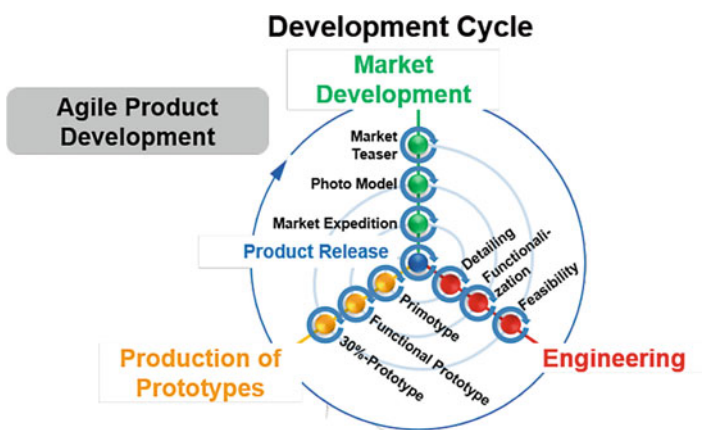 Development Cycle
Market
Development
Agile Product
Development
Market
Teaser
Photo Model
Market Expedition
Product Release
Detailing
Functionali-
zation
Feasibility
Primotype
Functional Prototype
30%-Prototype
Production of
Prototypes
Engineering